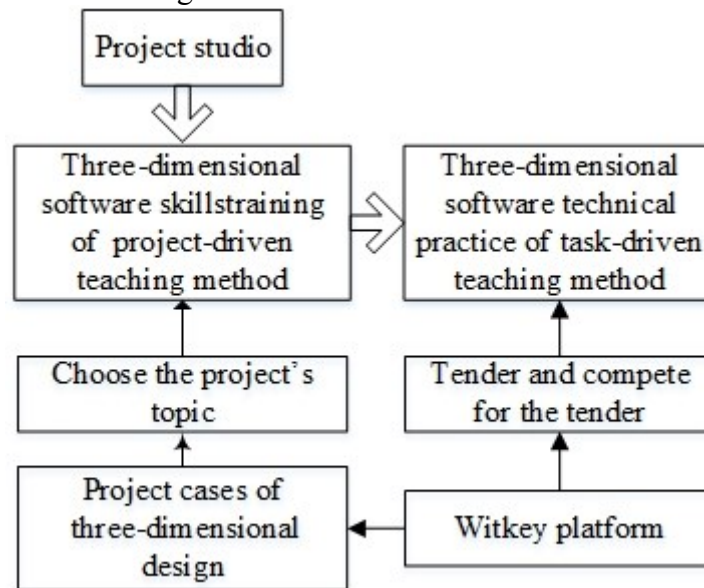 Project studio
Three-dimensional
software skillstraining
of project-driven
teaching method
Three-dimensional
software technical
practice of task-driven
teaching method
Choose the project's
topic
Tender and compete
for the tender
Project cases of
three-dimensional
design
Witkey platform